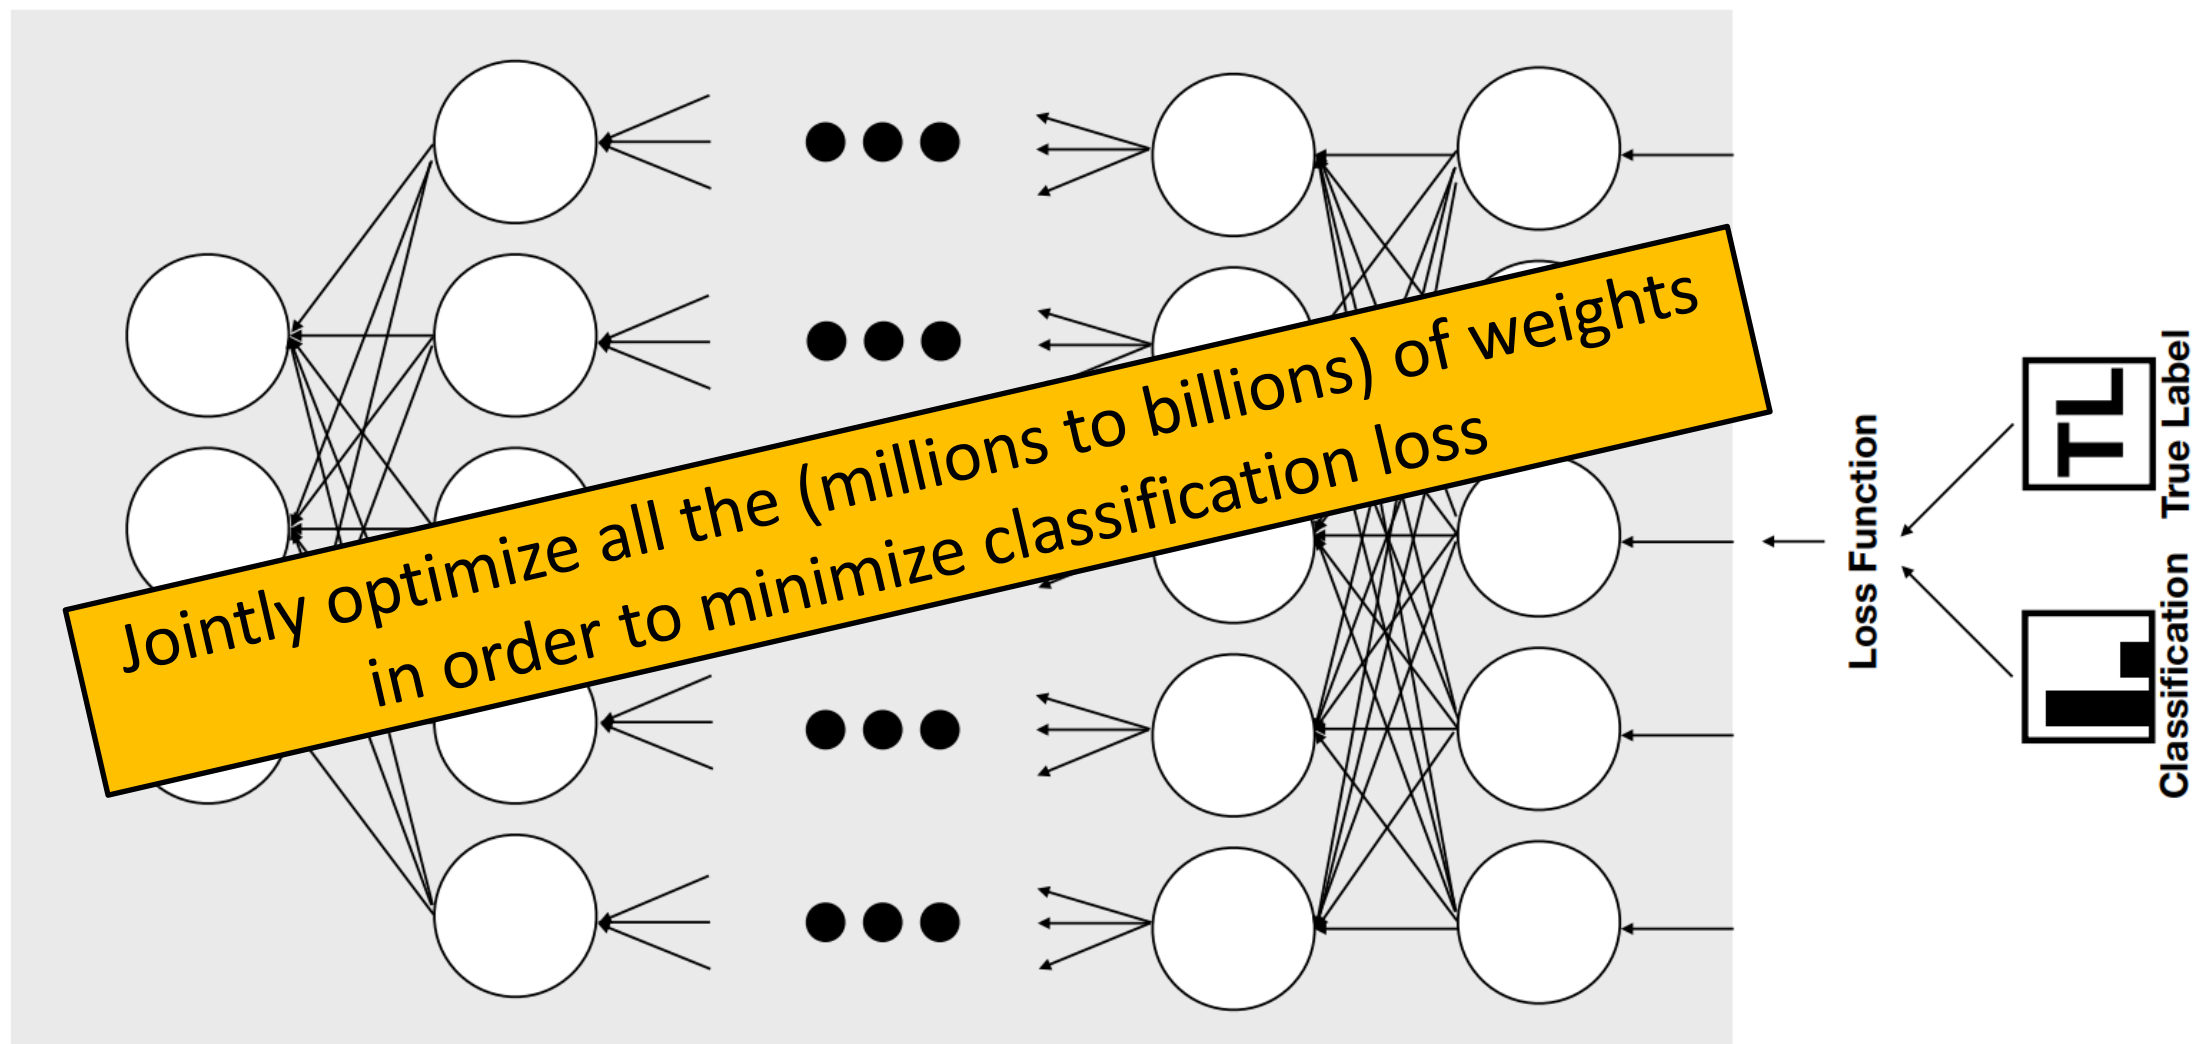 Jointly optimize all the (millions to billions) of weights
in order to minimize classification loss
Loss Function
TL
True Label
Classification